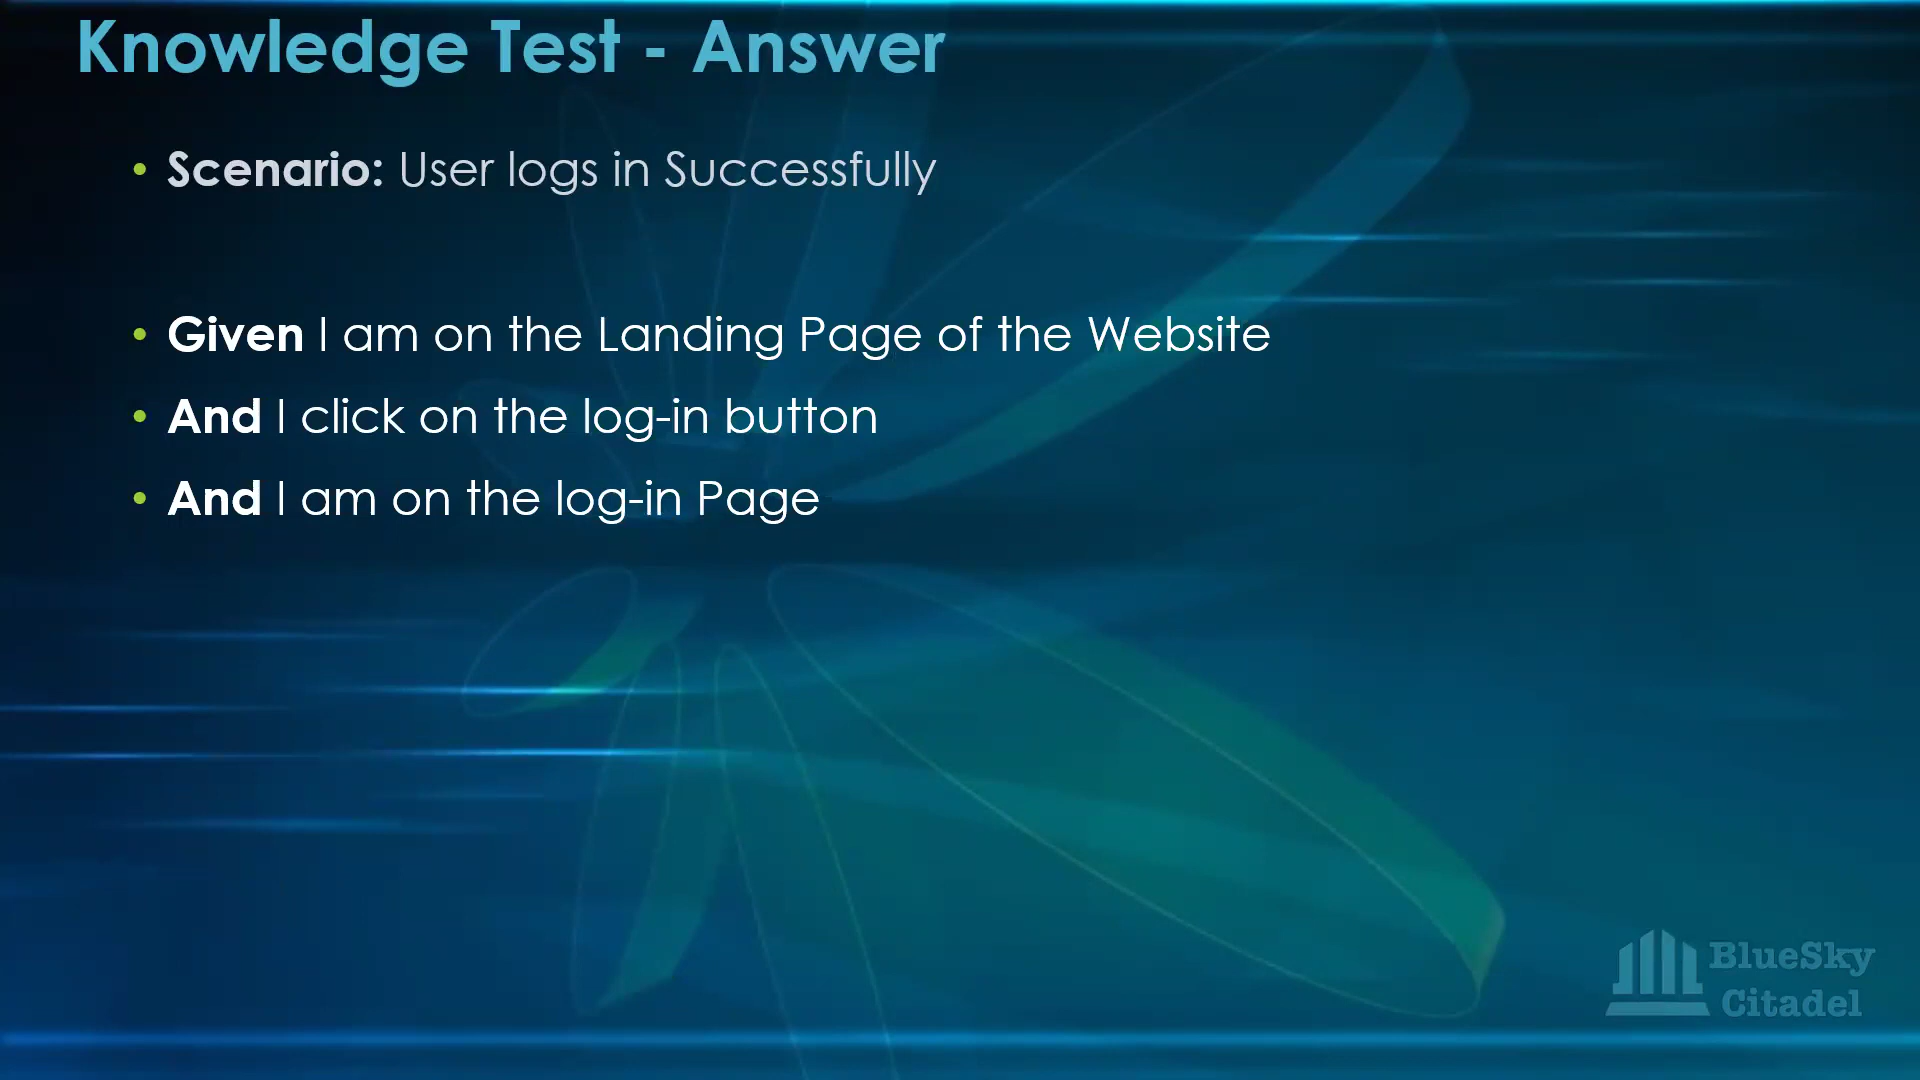 Knowledge Test - Answer
• Scenario: User logs in Successfully
• Given I am on the Landing Page of the Website
• And I click on the log-in button
• And I am on the log-in Page
BlueSky
Citadel